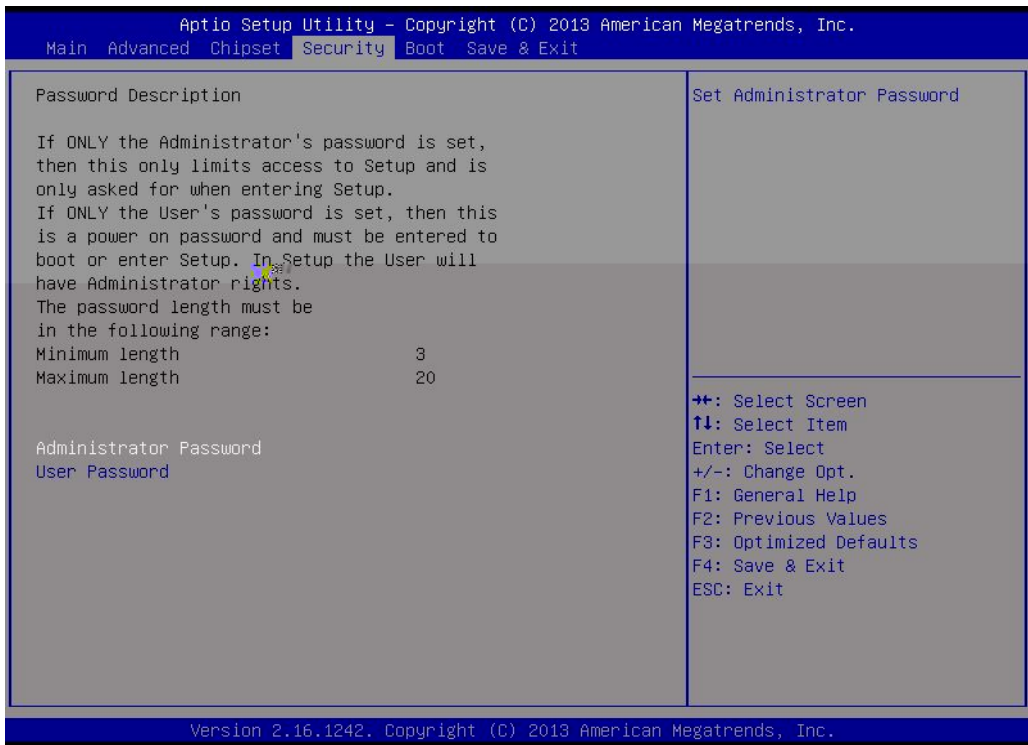 Aptio Setup Utility – Copyright (C) 2013 American Megatrends, Inc.
Main Advanced Chipset Security Boot Save & Exit
Password Description
If ONLY the Administrator's password is set,
then this only limits access to Setup and is
only asked for when entering Setup.
If ONLY the User's password is set, then this
is a power on password and must be entered to
boot or enter Setup. In Setup the User will
have Administrator rights.
The password length must be
in the following range:
Minimum length 3
Maximum length 20
Administrator Password
User Password
Set Administrator Password
→←: Select Screen
↑↓: Select Item
Enter: Select
+/-: Change Opt.
F1: General Help
F2: Previous Values
F3: Optimized Defaults
F4: Save & Exit
ESC: Exit
Version 2.16.1242. Copyright (C) 2013 American Megatrends, Inc.